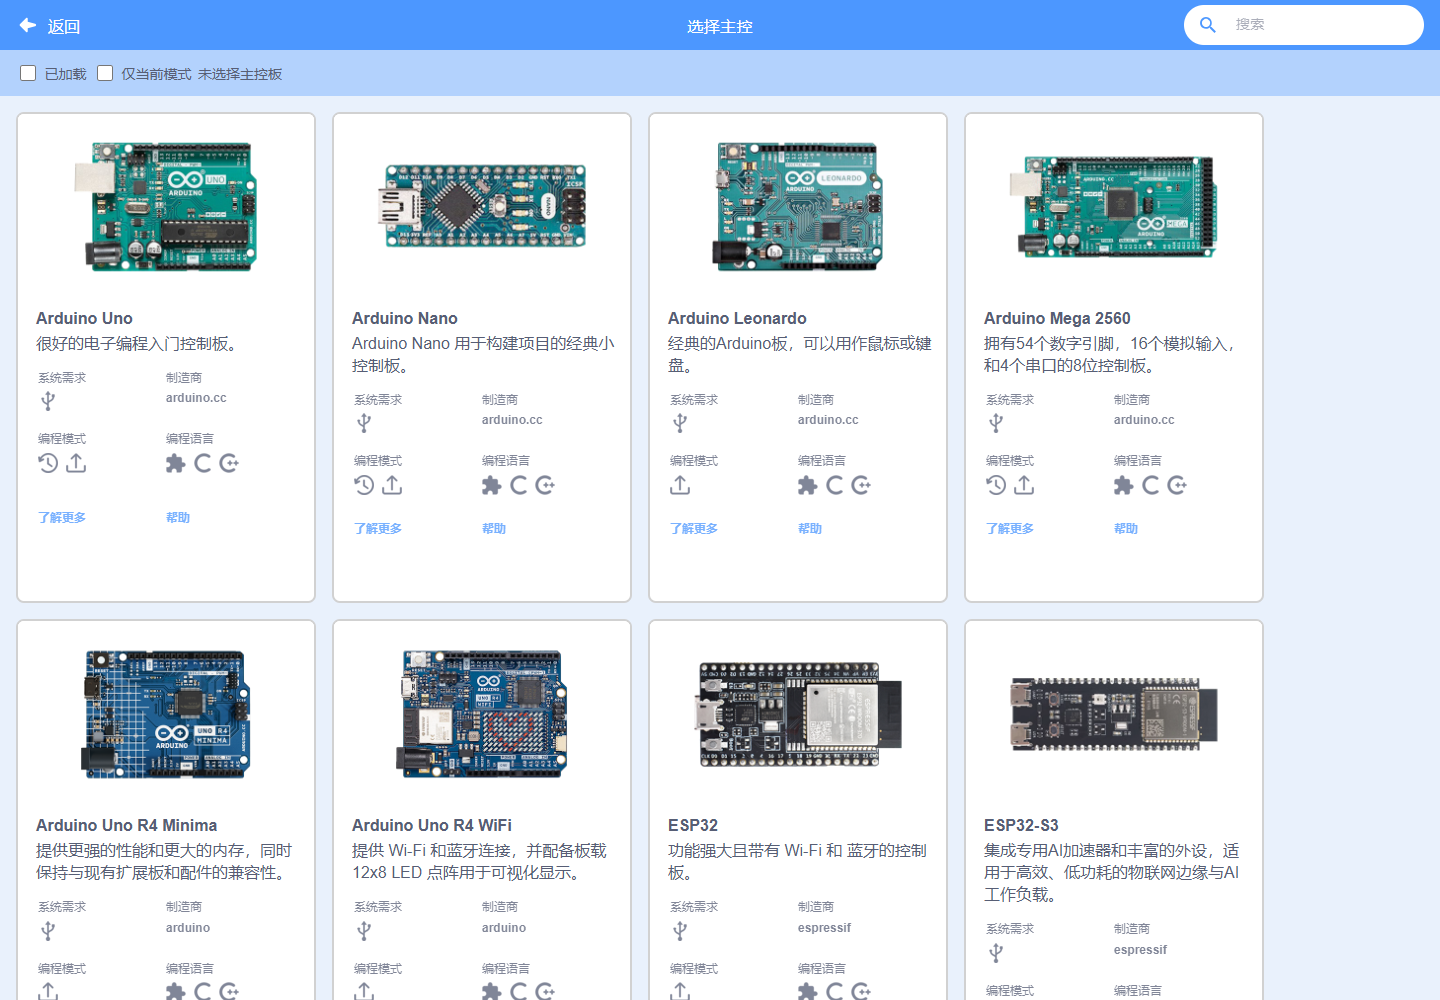 返回
选择主控
搜索
已加载 仅当前模式 未选择主控板
Arduino Uno
很好的电子编程入门控制板。
系统需求 制造商
arduino.cc
编程模式 编程语言
了解更多 帮助
Arduino Nano
Arduino Nano 用于构建项目的经典小
控制板。
系统需求 制造商
arduino.cc
编程模式 编程语言
了解更多 帮助
Arduino Leonardo
经典的Arduino板，可以用作鼠标或键
盘。
系统需求 制造商
arduino.cc
编程模式 编程语言
了解更多 帮助
Arduino Mega 2560
拥有54个数字引脚，16个模拟输入，
和4个串口的8位控制板。
系统需求 制造商
arduino.cc
编程模式 编程语言
了解更多 帮助
Arduino Uno R4 Minima
提供更强的性能和更大的内存，同时
保持与现有扩展板和配件的兼容性。
系统需求 制造商
arduino
编程模式 编程语言
Arduino Uno R4 WiFi
提供 Wi-Fi 和蓝牙连接，并配备板载
12x8 LED 点阵用于可视化显示。
系统需求 制造商
arduino
编程模式 编程语言
ESP32
功能强大且带有 Wi-Fi 和 蓝牙的控制
板。
系统需求 制造商
espressif
编程模式 编程语言
ESP32-S3
集成专用AI加速器和丰富的外设，适
用于高效、低功耗的物联网边缘与AI
工作负载。
系统需求 制造商
espressif
编程模式 编程语言